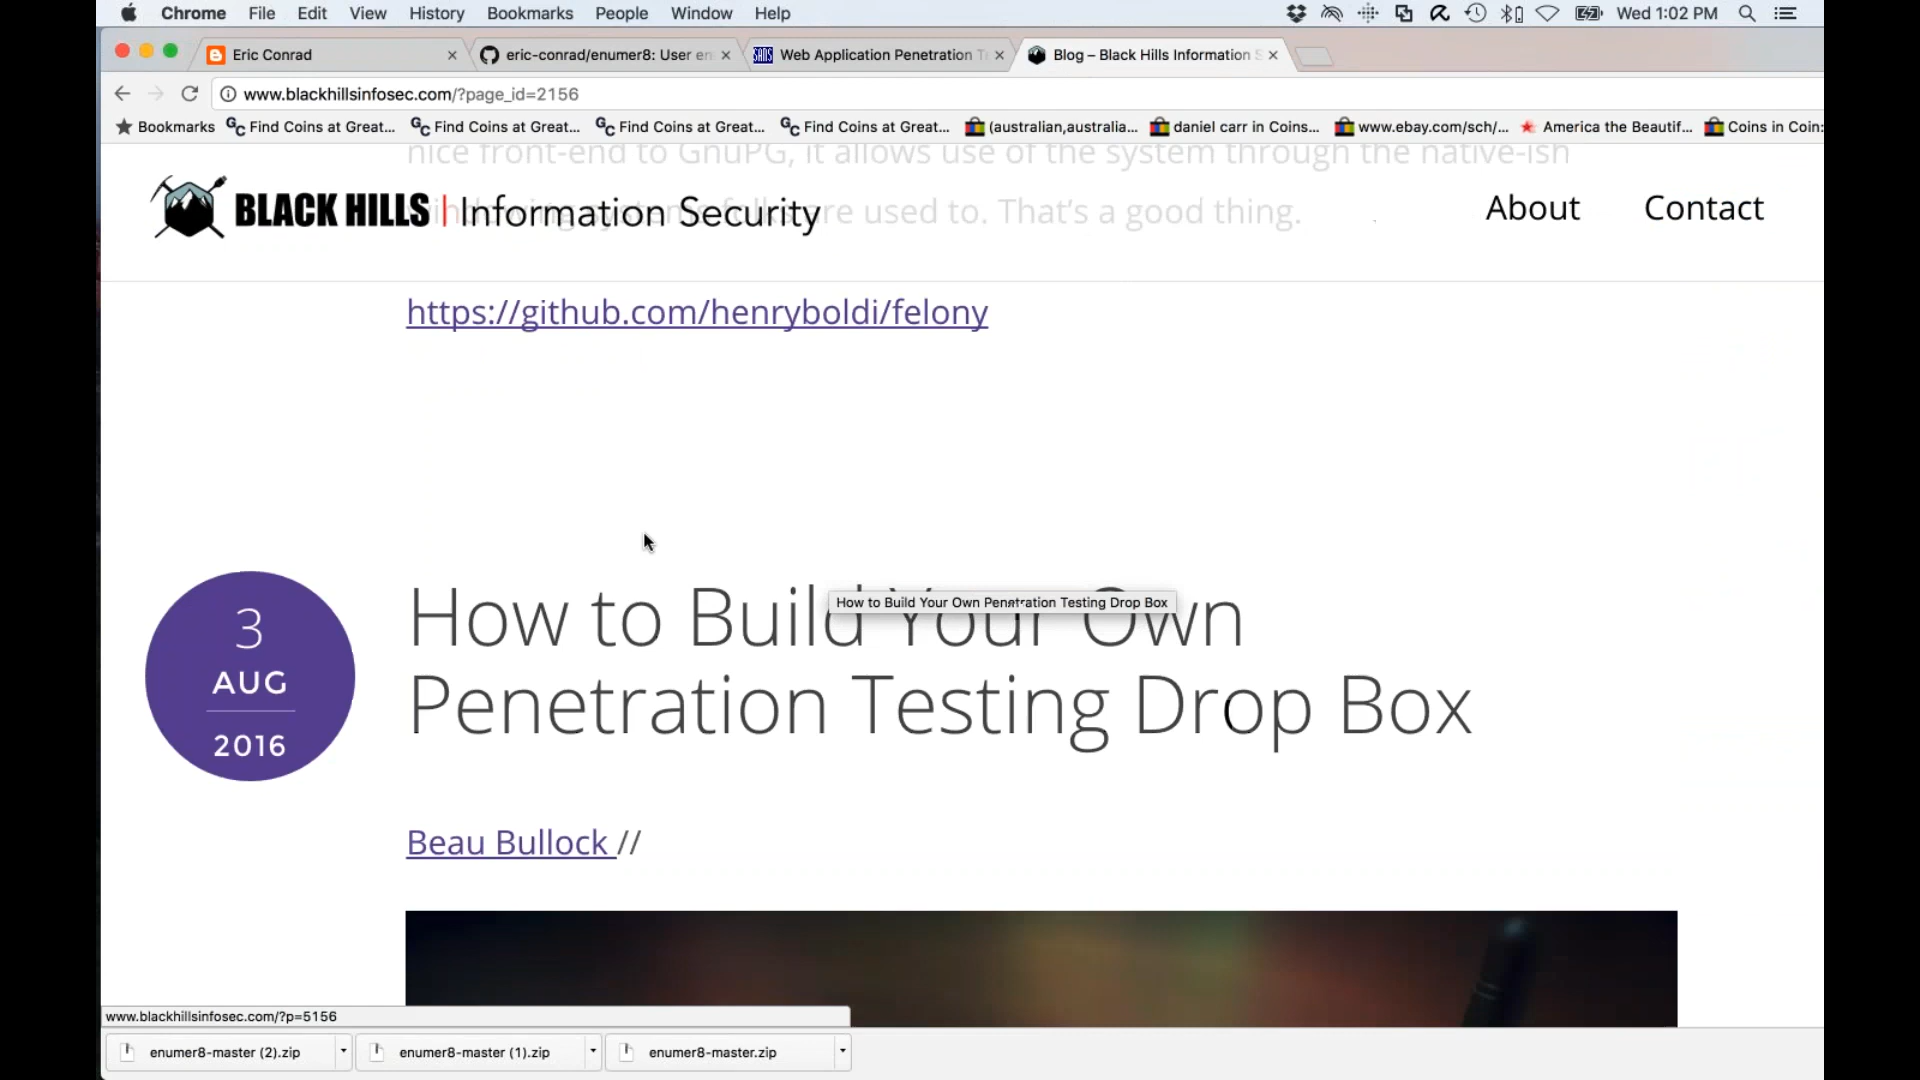 Chrome File Edit View History Bookmarks People Window Help Wed 1:02 PM
Eric Conrad
eric-conrad/enumer8: User en
Web Application Penetration T
Blog – Black Hills Information S
www.blackhillsinfosec.com/?page_id=2156
Bookmarks
GC Find Coins at Great...
GC Find Coins at Great...
GC Find Coins at Great...
GC Find Coins at Great...
(australian,australia...
daniel carr in Coins...
www.ebay.com/sch/...
America the Beautif...
Coins in Coin:
nice front-end to GnuPG, it allows use of the system through the native-ish
BLACK HILLS | Information Security
are used to. That's a good thing.
About Contact
https://github.com/henryboldi/felony
3
AUG
2016
How to Build Your Own
Penetration Testing Drop Box
How to Build Your Own Penetration Testing Drop Box
Beau Bullock //
www.blackhillsinfosec.com/?p=5156
enumer8-master (2).zip
enumer8-master (1).zip
enumer8-master.zip